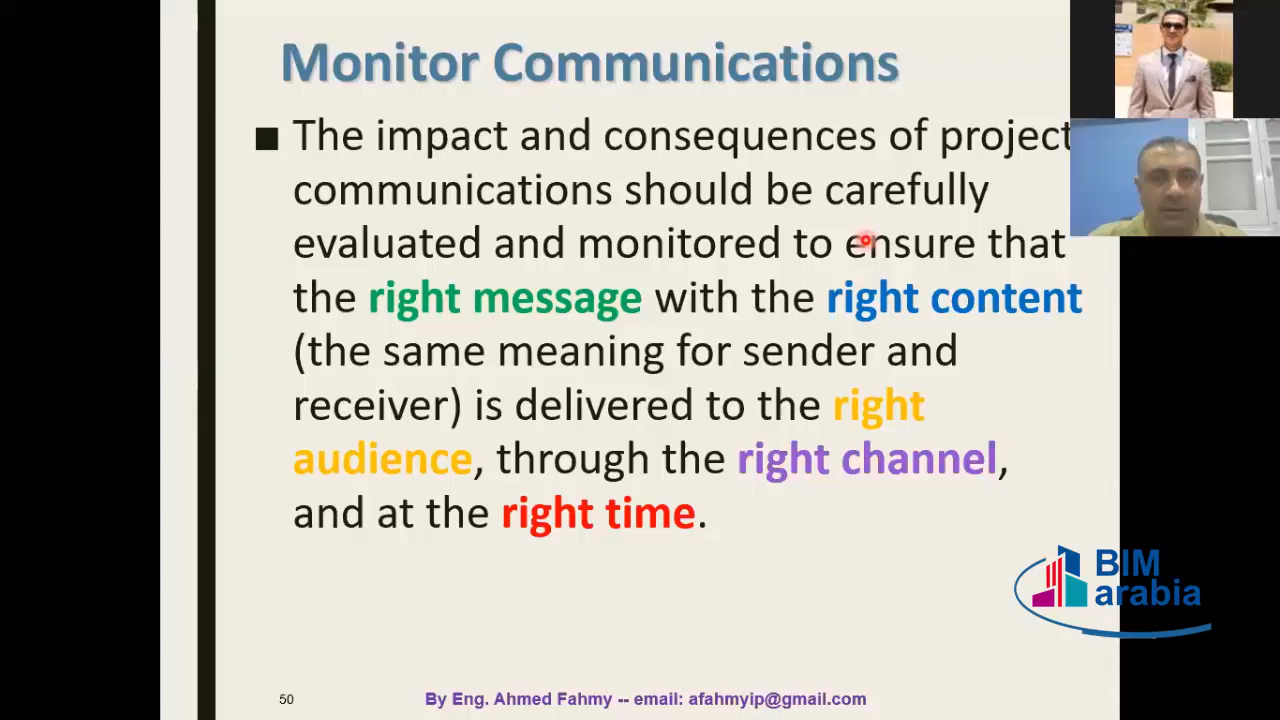 Monitor Communications
■ The impact and consequences of project
communications should be carefully
evaluated and monitored to ensure that
the right message with the right content
(the same meaning for sender and
receiver) is delivered to the right
audience, through the right channel,
and at the right time.
BIM
arabia
50
By Eng. Ahmed Fahmy -- email: afahmyip@gmail.com